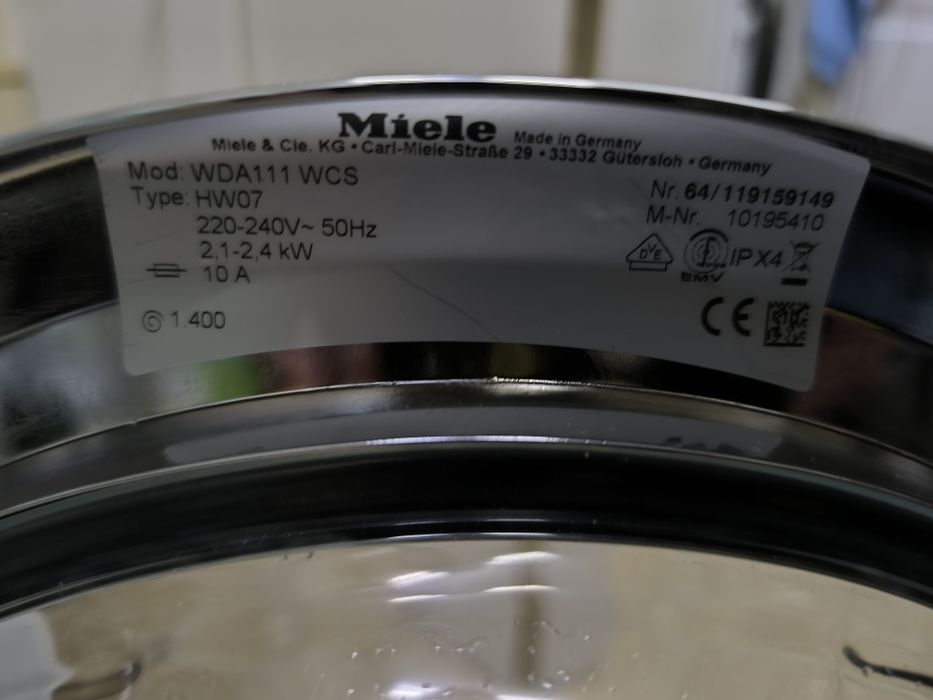 Miele Made in Germany
Miele & Cie. KG • Carl-Miele-Straße 29 • 33332 Gütersloh • Germany
Mod: WDA111 WCS
Type: HW07
220-240V~ 50Hz
2,1-2,4 kW
10 A
1.400
Nr. 64/119159149
M-Nr. 10195410
DVE
IPX4
EMV
CE